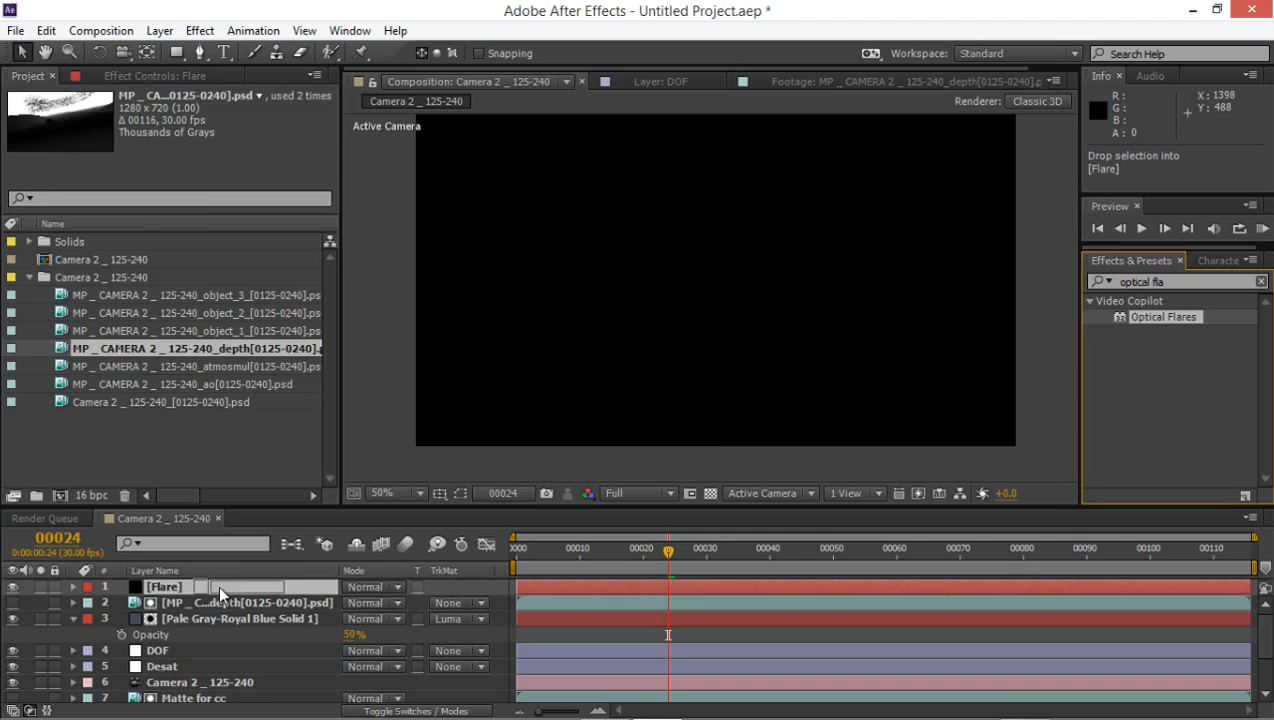 Adobe After Effects - Untitled Project.aep *
File Edit Composition Layer Effect Animation View Window Help
Snapping Workspace: Standard Search Help
Project × Effect Controls: Flare Composition: Camera 2 _ 125-240 × Layer: DOF Footage: MP _ CAMERA 2 _ 125-240_depth[0125-0240].p Info × Audio
MP _ CA...0125-0240].psd ▾, used 2 times
1280 x 720 (1.00)
Δ 00116, 30.00 fps
Thousands of Grays
Camera 2 _ 125-240 Renderer: Classic 3D
Active Camera
R:
G:
B:
A: 0
X: 1398
Y: 488
Drop selection into
[Flare]
Preview ×
Effects & Presets × Characte
optical fla
Video Copilot
Optical Flares
Name
Solids
Camera 2 _ 125-240
Camera 2 _ 125-240
MP _ CAMERA 2 _ 125-240_object_3_[0125-0240].ps
MP _ CAMERA 2 _ 125-240_object_2_[0125-0240].ps
MP _ CAMERA 2 _ 125-240_object_1_[0125-0240].ps
MP _ CAMERA 2 _ 125-240_depth[0125-0240].p
MP _ CAMERA 2 _ 125-240_atmosmul[0125-0240].ps
MP _ CAMERA 2 _ 125-240_ao[0125-0240].psd
Camera 2 _ 125-240_[0125-0240].psd
16 bpc
50% 00024 Full Active Camera 1 View +0.0
Render Queue Camera 2 _ 125-240 ×
00024
0:00:00:24 (30.00 fps)
0000 00010 00020 00030 00040 00050 00060 00070 00080 00090 00100 00110
# Layer Name Mode T TrkMat
1 [Flare] Normal
2 [MP _ C...depth[0125-0240].psd] Normal None
3 [Pale Gray-Royal Blue Solid 1] Normal Luma
Opacity 50%
4 DOF Normal None
5 Desat Normal None
6 Camera 2 _ 125-240
7 Matte for cc Normal None
Toggle Switches / Modes